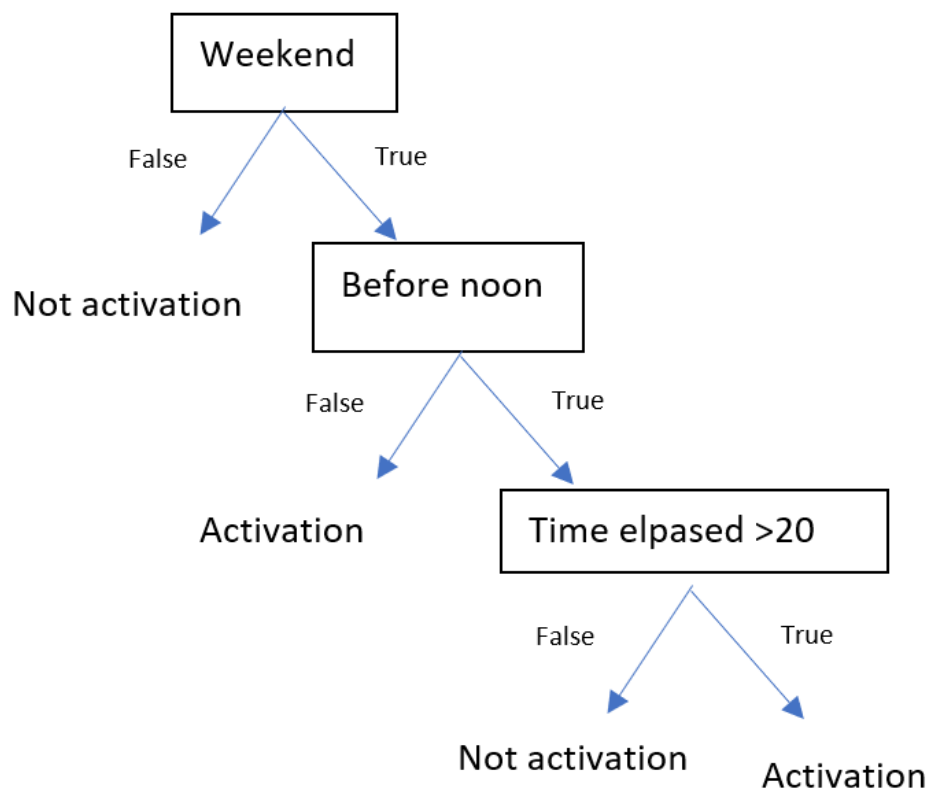 Weekend
False
True
Not activation
Before noon
False
True
Activation
Time elpased >20
False
True
Not activation
Activation